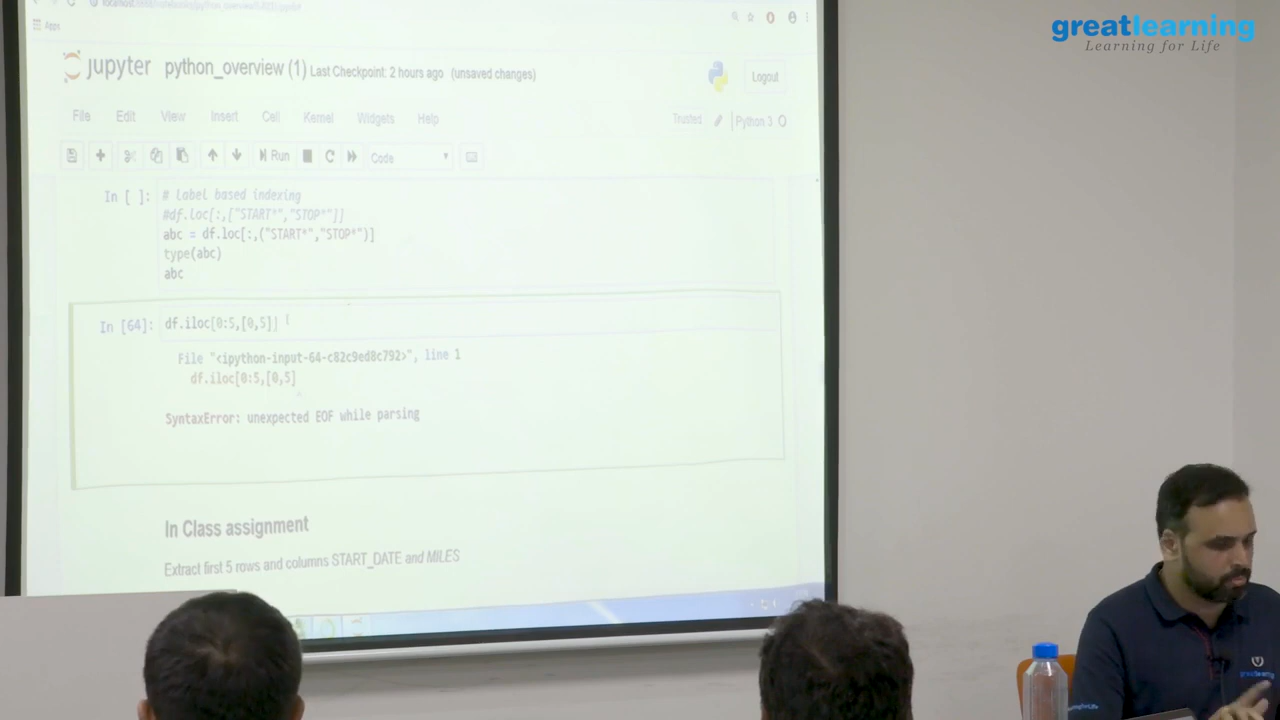 greatlearning
Learning for Life
Apps
jupyter python_overview (1) Last Checkpoint: 2 hours ago (unsaved changes)
Logout
File Edit View Insert Cell Kernel Widgets Help
Trusted Python 3
Run Code
In [ ]: # Label based indexing
#df.loc[:,["START*","STOP*"]]
abc = df.loc[:,("START*","STOP*")]
type(abc)
abc
In [64]: df.iloc[0:5,[0,5]]
File "<ipython-input-64-c82c9ed8c792>", line 1
df.iloc[0:5,[0,5]
SyntaxError: unexpected EOF while parsing
In Class assignment
Extract first 5 rows and columns START_DATE and MILES
greatlearning